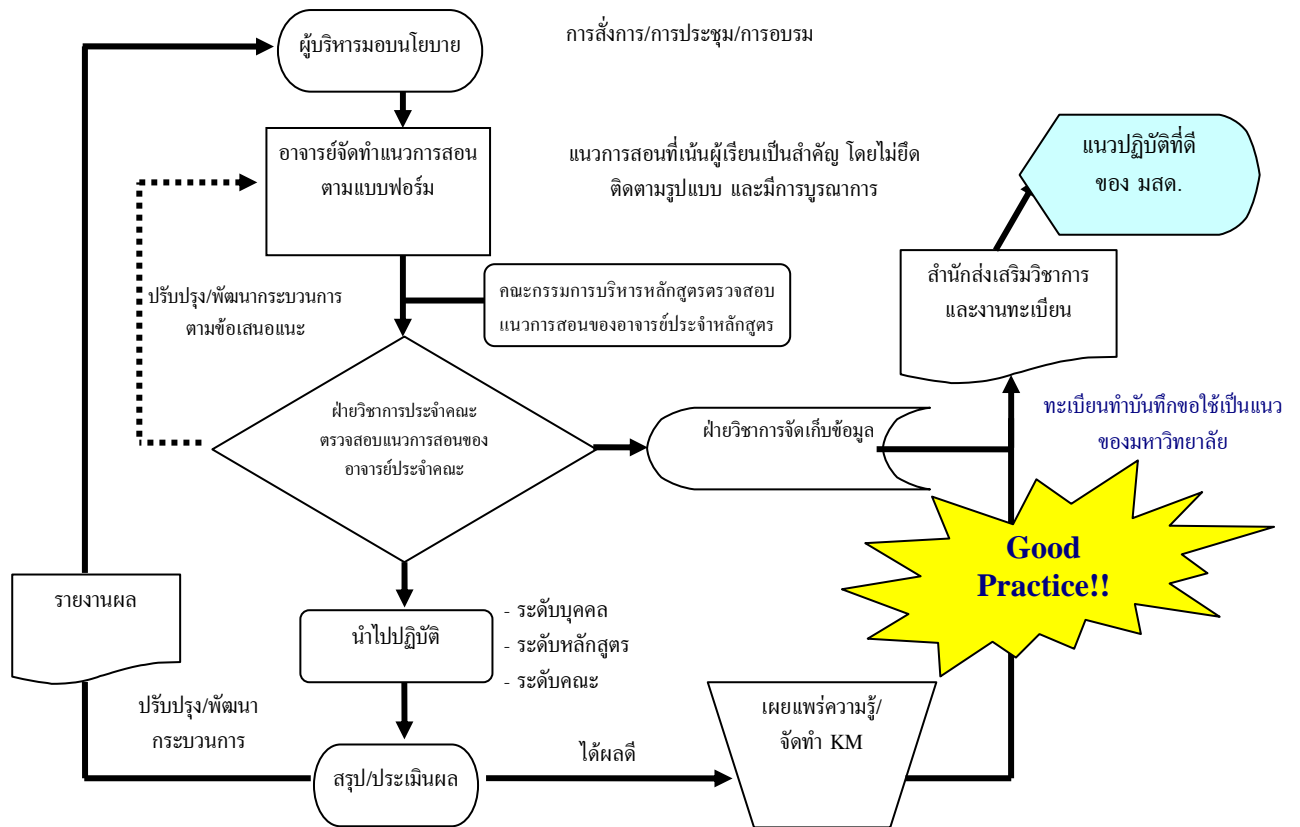 ผู้บริหารมอบนโยบาย
การสั่งการ/การประชุม/การอบรม
อาจารย์จัดทำแนวการสอน
ตามแบบฟอร์ม
แนวการสอนที่เน้นผู้เรียนเป็นสำคัญ โดยไม่ยึด
ติดตามรูปแบบ และมีการบูรณาการ
แนวปฏิบัติที่ดี
ของ มสด.
ปรับปรุง/พัฒนากระบวนการ
ตามข้อเสนอแนะ
คณะกรรมการบริหารหลักสูตรตรวจสอบ
แนวการสอนของอาจารย์ประจำหลักสูตร
สำนักส่งเสริมวิชาการ
และงานทะเบียน
ฝ่ายวิชาการประจำคณะ
ตรวจสอบแนวการสอนของ
อาจารย์ประจำคณะ
ฝ่ายวิชาการจัดเก็บข้อมูล
ทะเบียนทำบันทึกขอใช้เป็นแนว
ของมหาวิทยาลัย
Good
Practice!!
รายงานผล
นำไปปฏิบัติ
- ระดับบุคคล
- ระดับหลักสูตร
- ระดับคณะ
ปรับปรุง/พัฒนา
กระบวนการ
สรุป/ประเมินผล
ได้ผลดี
เผยแพร่ความรู้/
จัดทำ KM